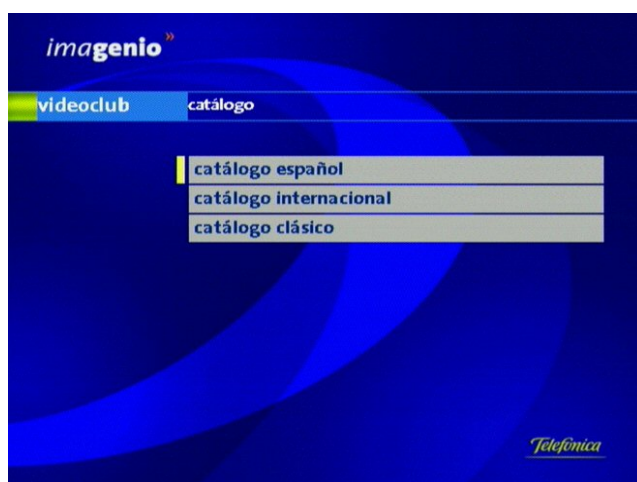 imagenio»
videoclub catálogo
catálogo español
catálogo internacional
catálogo clásico
Telefónica